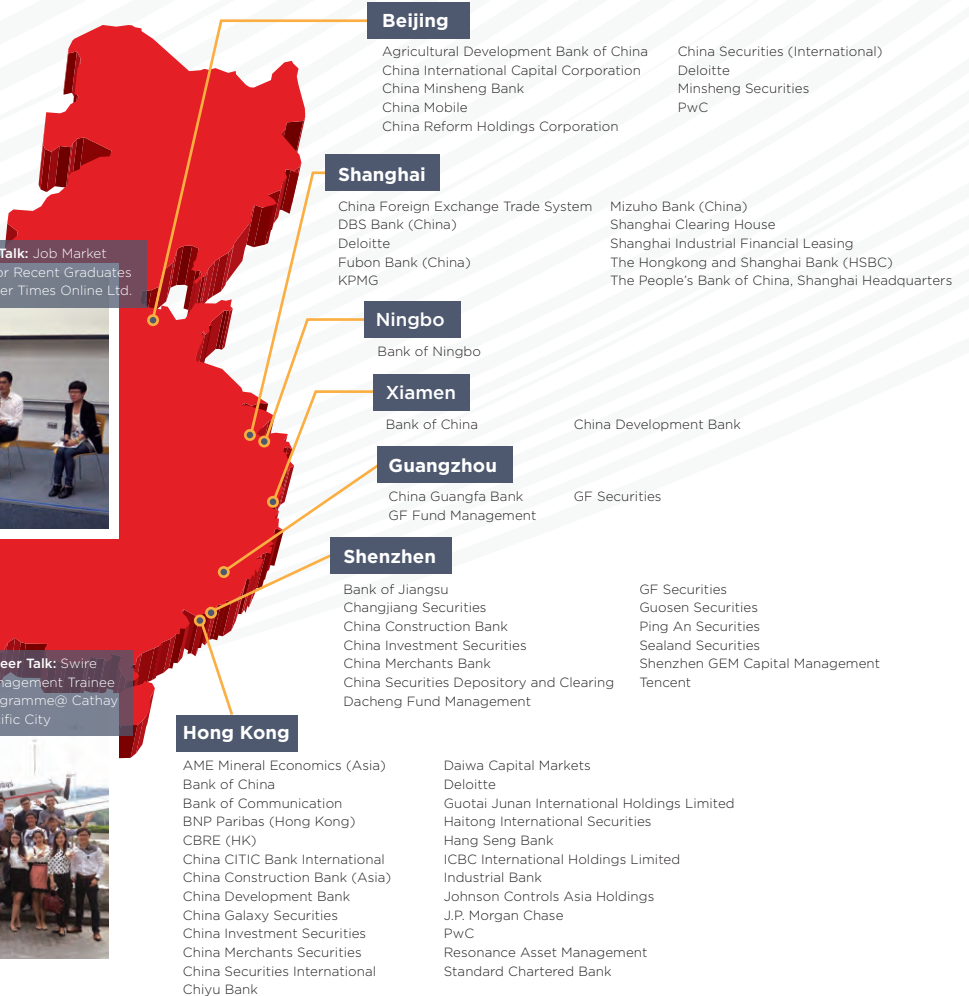 Beijing
Agricultural Development Bank of China
China International Capital Corporation
China Minsheng Bank
China Mobile
China Reform Holdings Corporation
China Securities (International)
Deloitte
Minsheng Securities
PwC
Shanghai
China Foreign Exchange Trade System
DBS Bank (China)
Deloitte
Fubon Bank (China)
KPMG
Mizuho Bank (China)
Shanghai Clearing House
Shanghai Industrial Financial Leasing
The Hongkong and Shanghai Bank (HSBC)
The People's Bank of China, Shanghai Headquarters
Talk: Job Market
or Recent Graduates
er Times Online Ltd.
Ningbo
Bank of Ningbo
Xiamen
Bank of China
China Development Bank
Guangzhou
China Guangfa Bank
GF Fund Management
GF Securities
Shenzhen
Bank of Jiangsu
Changjiang Securities
China Construction Bank
China Investment Securities
China Merchants Bank
China Securities Depository and Clearing
Dacheng Fund Management
GF Securities
Guosen Securities
Ping An Securities
Sealand Securities
Shenzhen GEM Capital Management
Tencent
eer Talk: Swire
nagement Trainee
gramme@ Cathay
ific City
Hong Kong
AME Mineral Economics (Asia)
Bank of China
Bank of Communication
BNP Paribas (Hong Kong)
CBRE (HK)
China CITIC Bank International
China Construction Bank (Asia)
China Development Bank
China Galaxy Securities
China Investment Securities
China Merchants Securities
China Securities International
Chiyu Bank
Daiwa Capital Markets
Deloitte
Guotai Junan International Holdings Limited
Haitong International Securities
Hang Seng Bank
ICBC International Holdings Limited
Industrial Bank
Johnson Controls Asia Holdings
J.P. Morgan Chase
PwC
Resonance Asset Management
Standard Chartered Bank